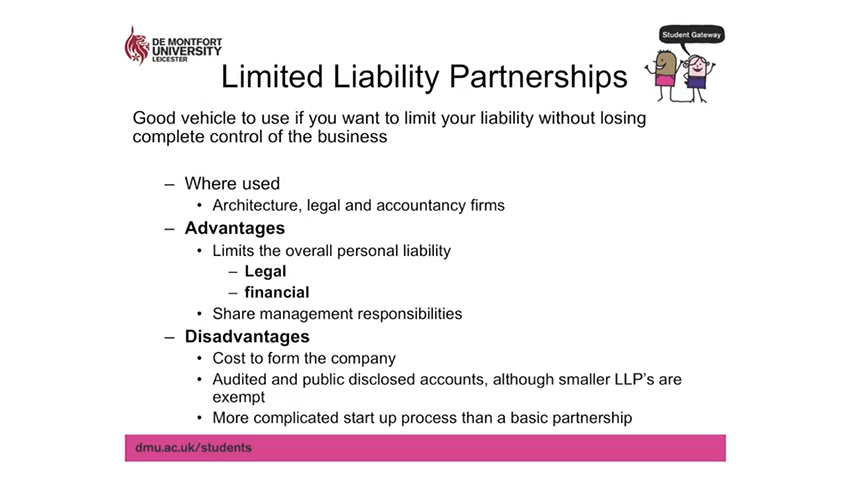 DE MONTFORT
UNIVERSITY
LEICESTER
Student Gateway
Limited Liability Partnerships
Good vehicle to use if you want to limit your liability without losing
complete control of the business
– Where used
• Architecture, legal and accountancy firms
– Advantages
• Limits the overall personal liability
– Legal
– financial
• Share management responsibilities
– Disadvantages
• Cost to form the company
• Audited and public disclosed accounts, although smaller LLP's are
exempt
• More complicated start up process than a basic partnership
dmu.ac.uk/students